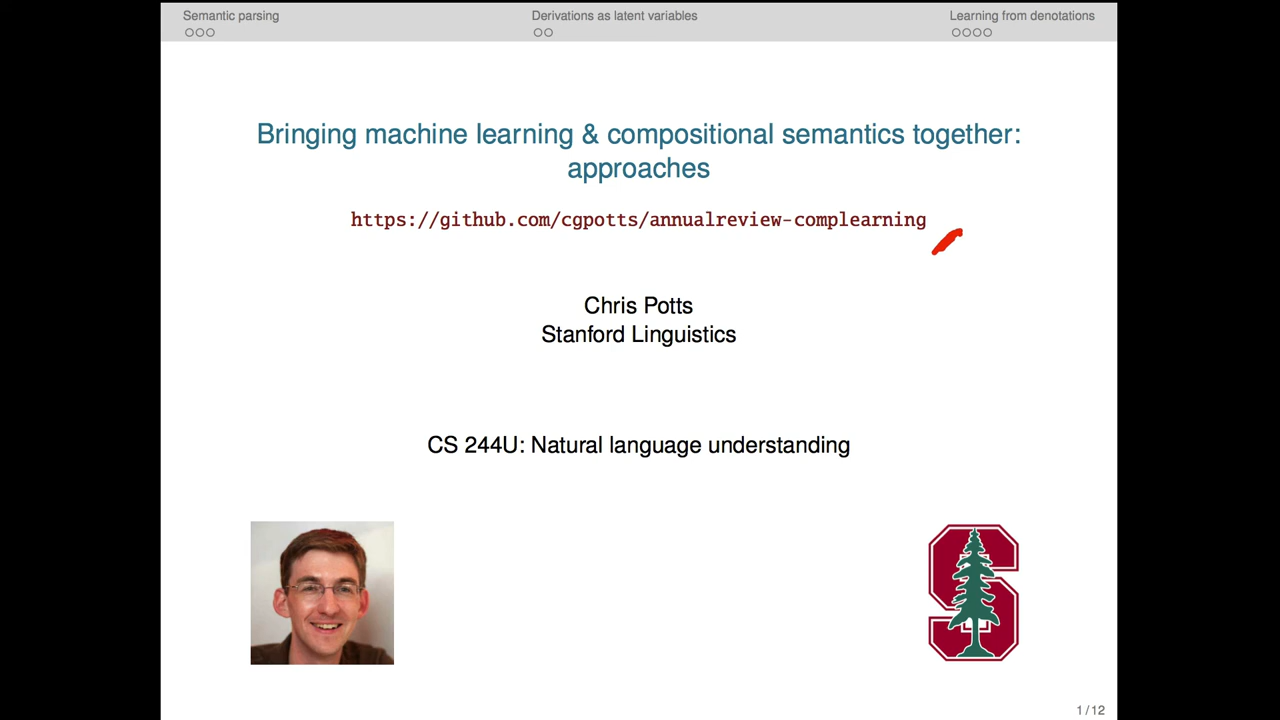 Semantic parsing
Derivations as latent variables
Learning from denotations
Bringing machine learning & compositional semantics together:
approaches
https://github.com/cgpotts/annualreview-complearning
Chris Potts
Stanford Linguistics
CS 244U: Natural language understanding
S
1 / 12